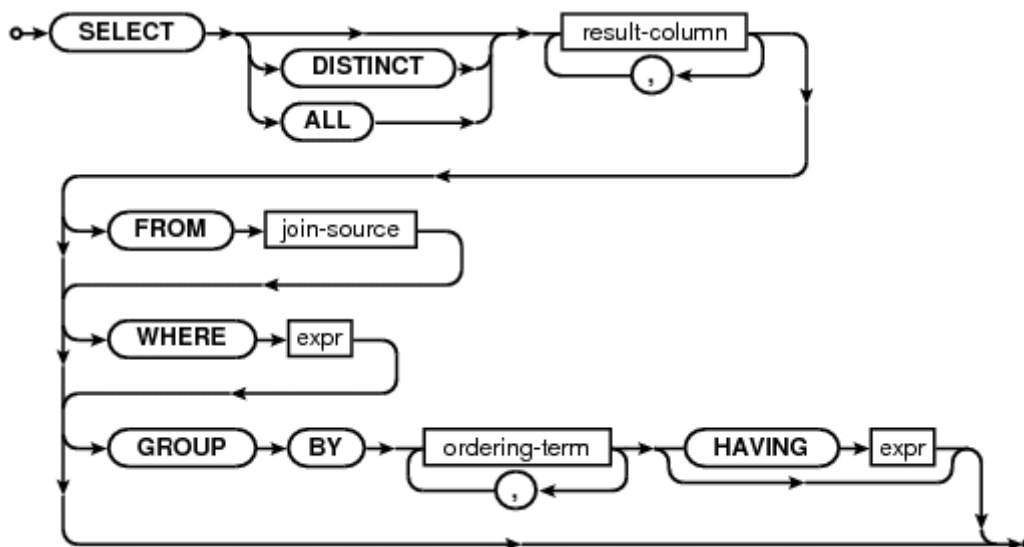 SELECT result-column
DISTINCT ,
ALL
FROM join-source
WHERE expr
GROUP BY ordering-term HAVING expr
,